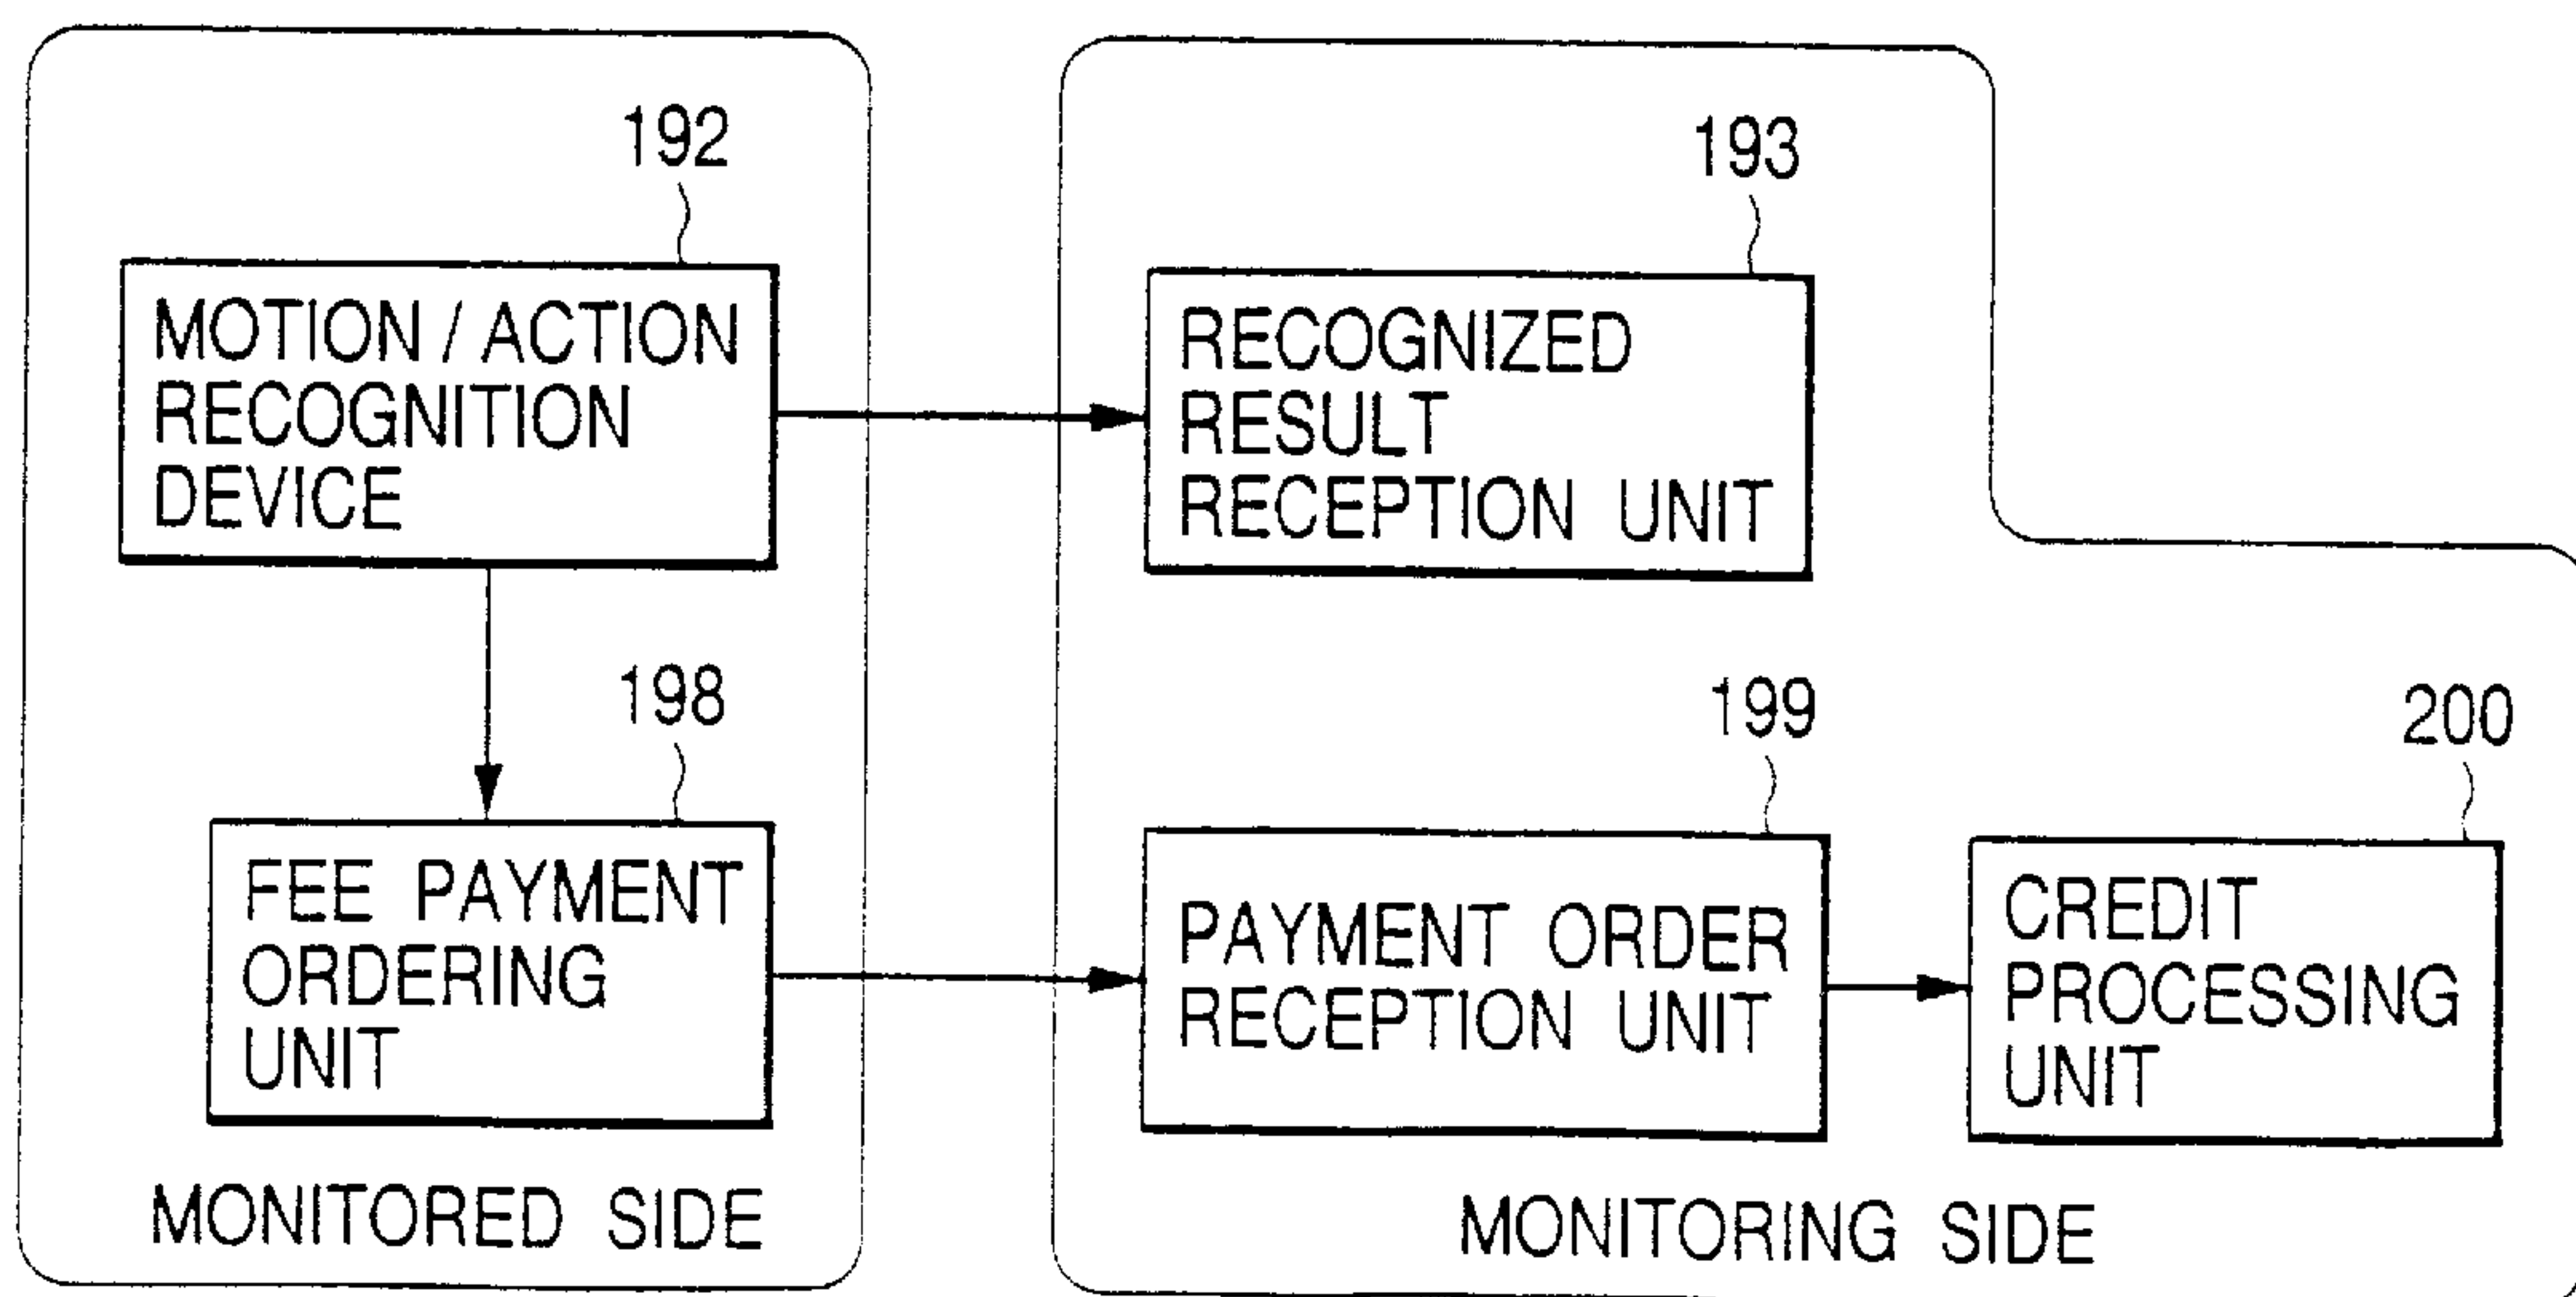 192
MOTION / ACTION
RECOGNITION
DEVICE
193
RECOGNIZED
RESULT
RECEPTION UNIT
198
FEE PAYMENT
ORDERING
UNIT
199
PAYMENT ORDER
RECEPTION UNIT
200
CREDIT
PROCESSING
UNIT
MONITORED SIDE
MONITORING SIDE